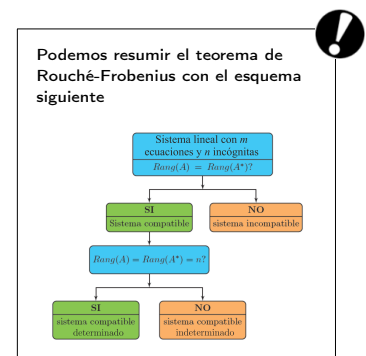 Podemos resumir el teorema de
Rouché-Frobenius con el esquema
siguiente
Sistema lineal con m
ecuaciones y n incógnitas
Rang(A) = Rang(A*)?
SI
Sistema compatible
NO
sistema incompatible
Rang(A) = Rang(A*) = n?
SI
sistema compatible
determinado
NO
sistema compatible
indeterminado